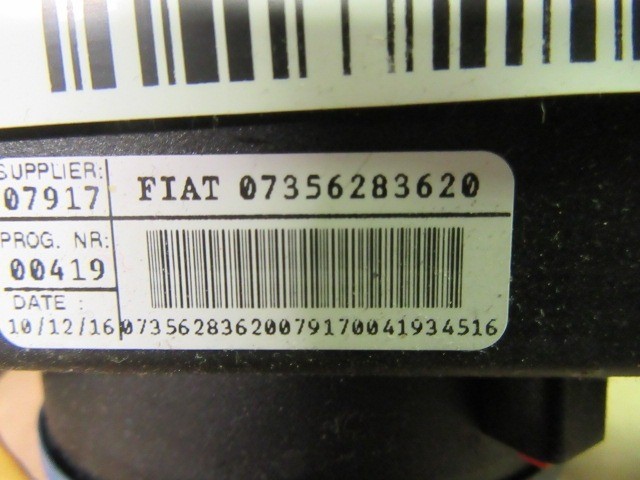 SUPPLIER:
07917
FIAT 07356283620
PROG. NR:
00419
DATE :
10/12/16
07356283620079170041934516